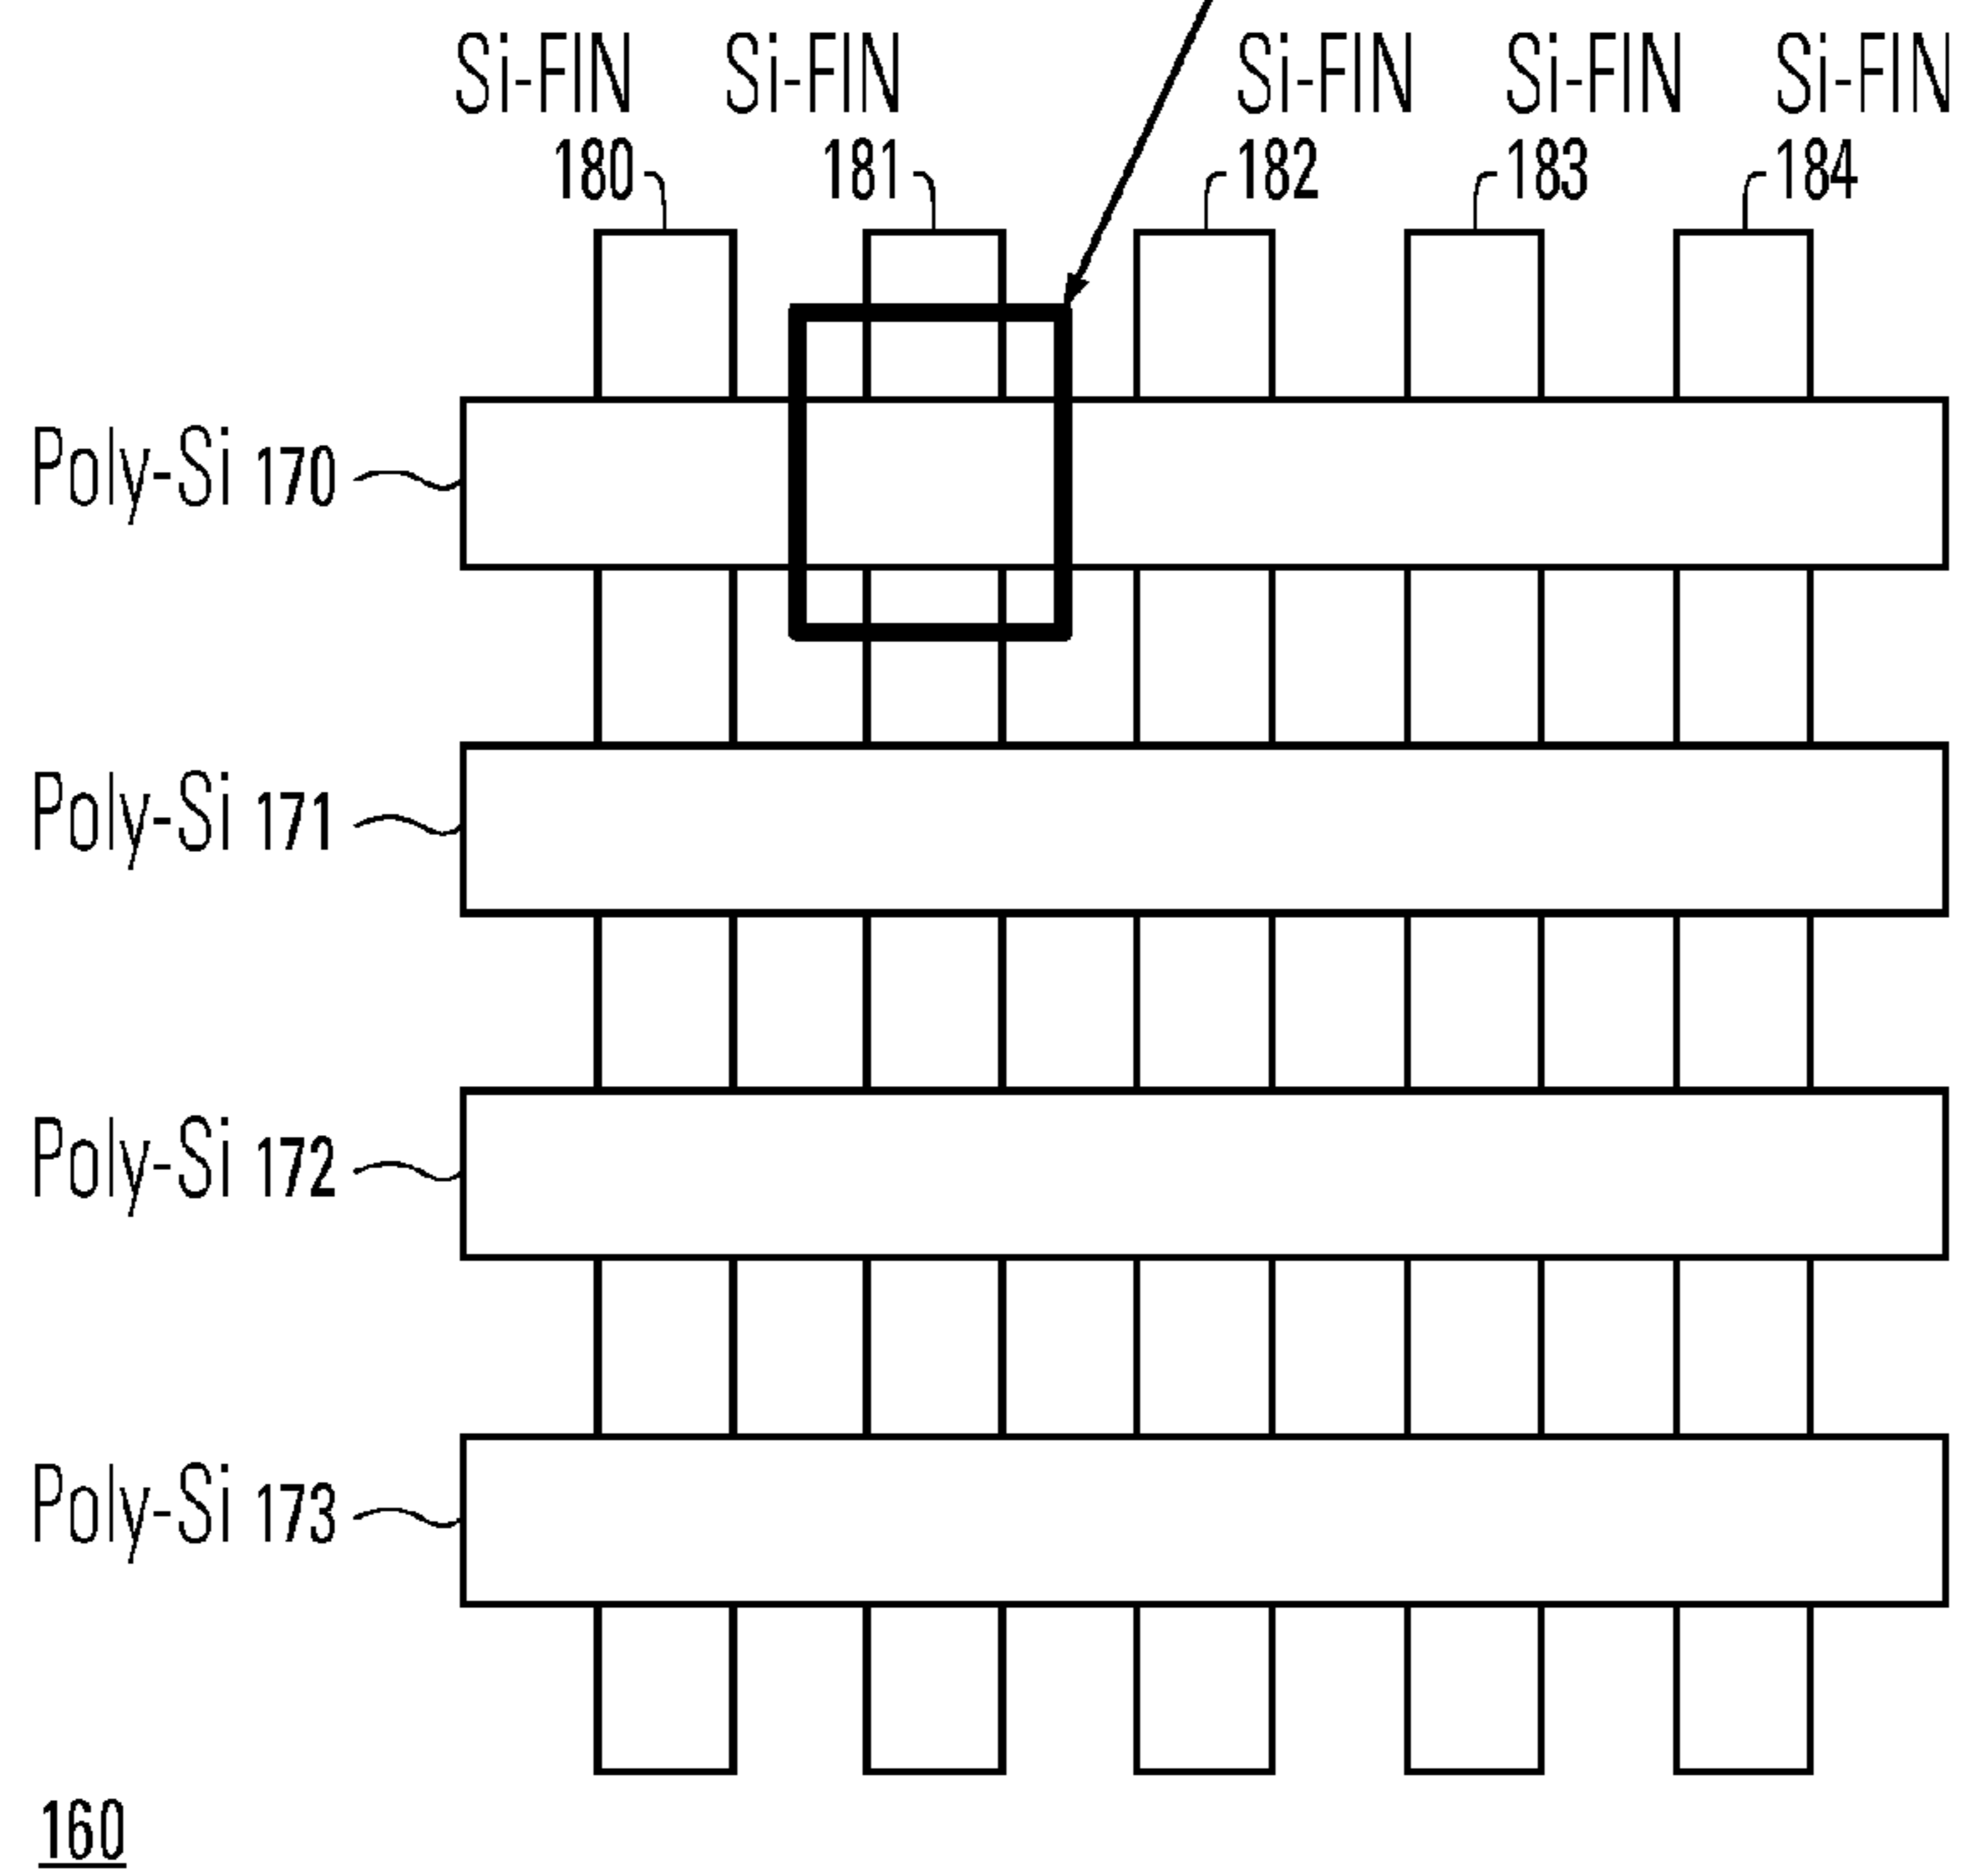 Si-FIN Si-FIN Si-FIN Si-FIN Si-FIN
180 181 182 183 184
Poly-Si 170
Poly-Si 171
Poly-Si 172
Poly-Si 173
160